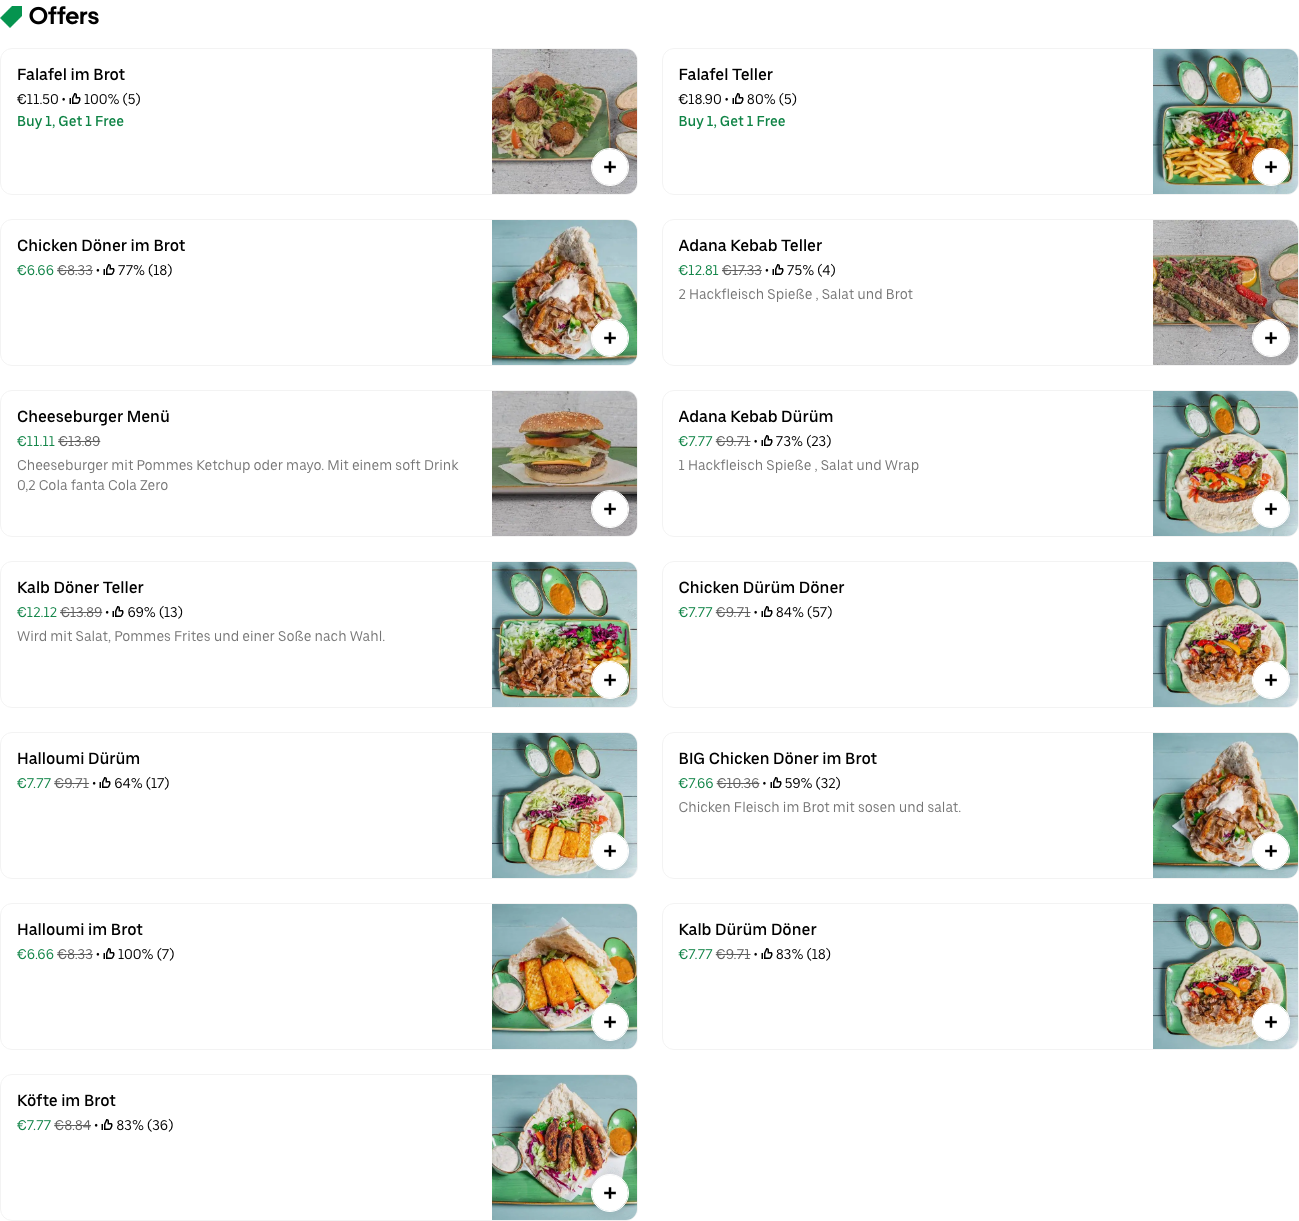 Offers
Falafel im Brot
€11.50 • 100% (5)
Buy 1, Get 1 Free
Falafel Teller
€18.90 • 80% (5)
Buy 1, Get 1 Free
Chicken Döner im Brot
€6.66 €8.33 • 77% (18)
Adana Kebab Teller
€12.81 €17.33 • 75% (4)
2 Hackfleisch Spieße , Salat und Brot
Cheeseburger Menü
€11.11 €13.89
Cheeseburger mit Pommes Ketchup oder mayo. Mit einem soft Drink
0,2 Cola fanta Cola Zero
Adana Kebab Dürüm
€7.77 €9.71 • 73% (23)
1 Hackfleisch Spieße , Salat und Wrap
Kalb Döner Teller
€12.12 €13.89 • 69% (13)
Wird mit Salat, Pommes Frites und einer Soße nach Wahl.
Chicken Dürüm Döner
€7.77 €9.71 • 84% (57)
Halloumi Dürüm
€7.77 €9.71 • 64% (17)
BIG Chicken Döner im Brot
€7.66 €10.36 • 59% (32)
Chicken Fleisch im Brot mit sosen und salat.
Halloumi im Brot
€6.66 €8.33 • 100% (7)
Kalb Dürüm Döner
€7.77 €9.71 • 83% (18)
Köfte im Brot
€7.77 €8.84 • 83% (36)